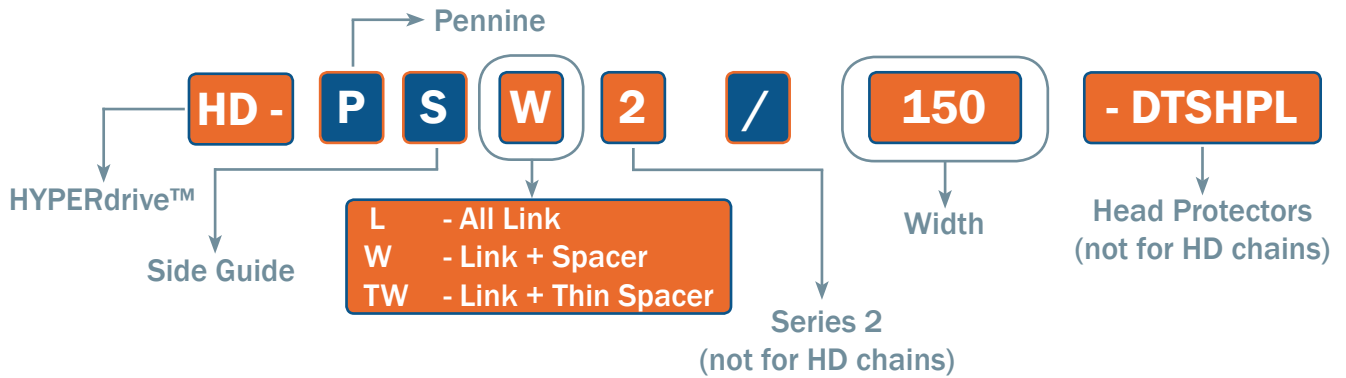 Pennine
HD - P S W 2 / 150 - DTSHPL
HYPERdrive™
Side Guide
L - All Link
W - Link + Spacer
TW - Link + Thin Spacer
Series 2
(not for HD chains)
Width
Head Protectors
(not for HD chains)